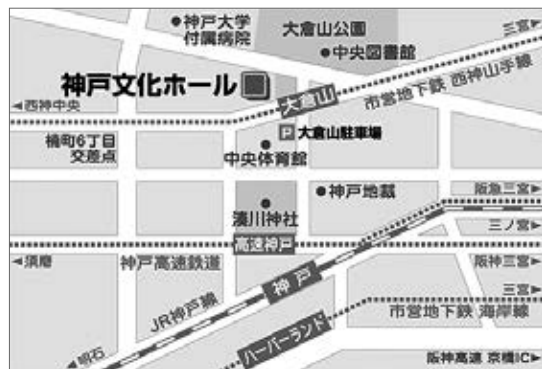 神戸大学
付属病院
大倉山公園
中央図書館
三宮▶
神戸文化ホール
大倉山
市営地下鉄 西神山手線
◀西神中央
楠町6丁目
交差点
P 大倉山駐車場
中央体育館
神戸地裁
阪急三宮▶
湊川神社
三ノ宮▶
高速神戸
◀須磨
神戸高速鉄道
阪神三宮▶
神戸
三宮▶
JR神戸線
市営地下鉄 海岸線
ハーバーランド
◀明石
阪神高速 京橋IC▶